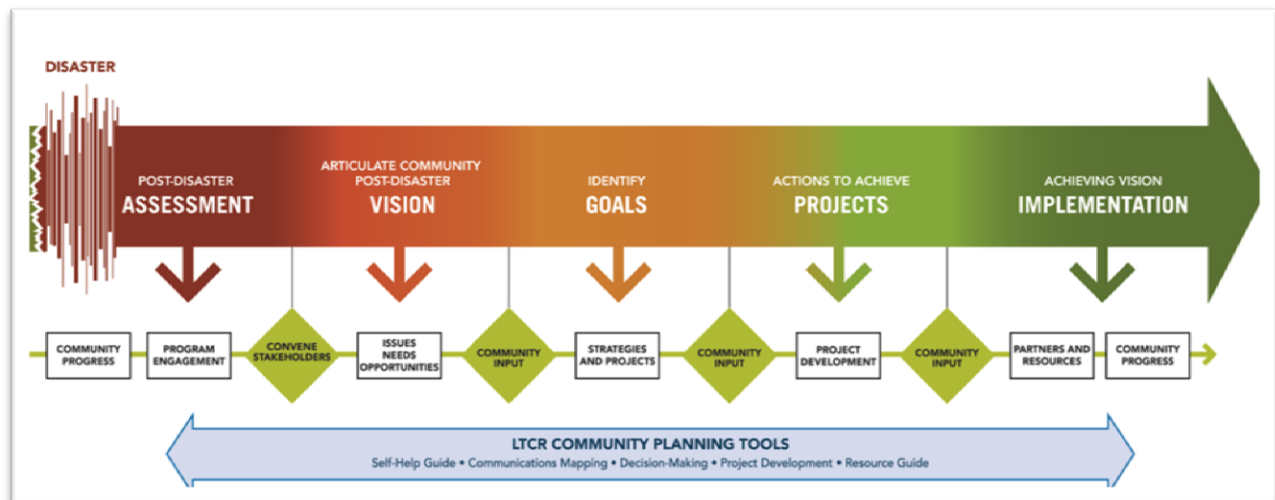 DISASTER
POST-DISASTER
ASSESSMENT
ARTICULATE COMMUNITY
POST-DISASTER
VISION
IDENTIFY
GOALS
ACTIONS TO ACHIEVE
PROJECTS
ACHIEVING VISION
IMPLEMENTATION
COMMUNITY
PROGRESS
PROGRAM
ENGAGEMENT
CONVENE
STAKEHOLDERS
ISSUES
NEEDS
OPPORTUNITIES
COMMUNITY
INPUT
STRATEGIES
AND PROJECTS
COMMUNITY
INPUT
PROJECT
DEVELOPMENT
COMMUNITY
INPUT
PARTNERS AND
RESOURCES
COMMUNITY
PROGRESS
LTCR COMMUNITY PLANNING TOOLS
Self-Help Guide • Communications Mapping • Decision-Making • Project Development • Resource Guide